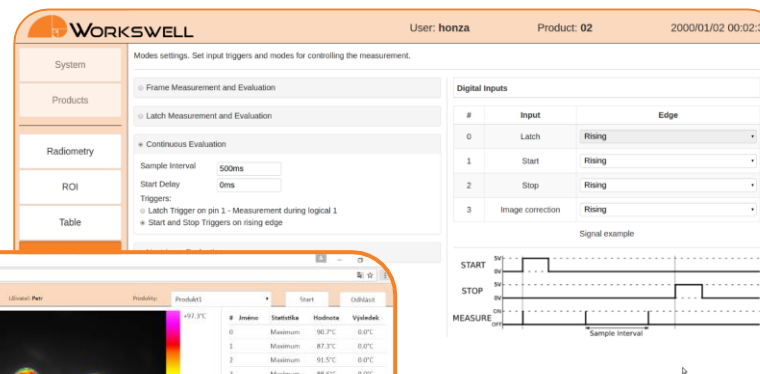 WORKSWELL
User: honza
Product: 02
2000/01/02 00:02:3
System
Products
Radiometry
ROI
Table
Modes settings. Set input triggers and modes for controlling the measurement.
Frame Measurement and Evaluation
Latch Measurement and Evaluation
Continuous Evaluation
Sample Interval 500ms
Start Delay 0ms
Triggers:
Latch Trigger on pin 1 - Measurement during logical 1
Start and Stop Triggers on rising edge
Digital Inputs
# Input Edge
0 Latch Rising
1 Start Rising
2 Stop Rising
3 Image correction Rising
Signal example
START 5V 0V
STOP 5V 0V
MEASURE ON OFF
Sample Interval
Uživatel: Petr
Produkty: Produkt1
Start
Odhlásit
+97.3°C
# Jméno Statistika Hodnota Výsledek
0 Maximum 90.7°C 0.0°C
1 Maximum 87.3°C 0.0°C
2 Maximum 91.5°C 0.0°C